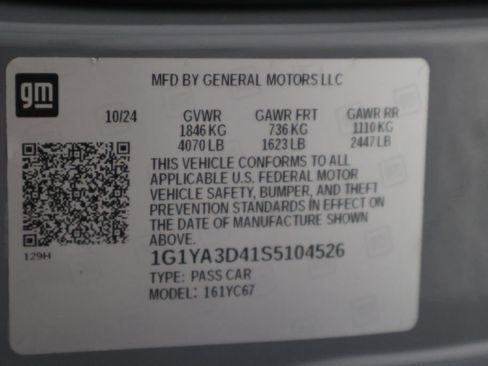 gm
MFD BY GENERAL MOTORS LLC
10/24 GVWR GAWR FRT GAWR RR
1846 KG 736 KG 1110 KG
4070 LB 1623 LB 2447 LB
THIS VEHICLE CONFORMS TO ALL
APPLICABLE U.S. FEDERAL MOTOR
VEHICLE SAFETY, BUMPER, AND THEFT
PREVENTION STANDARDS IN EFFECT ON
THE DATE OF MANUFACTURE SHOWN
ABOVE.
129H
1G1YA3D41S5104526
TYPE: PASS CAR
MODEL: 161YC67